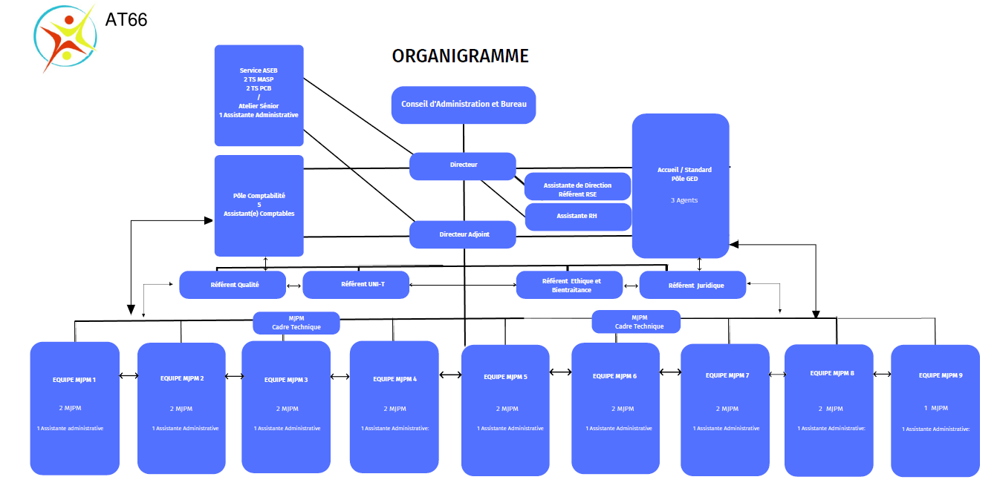 AT66
ORGANIGRAMME
Service ASEB
2 TS MASP
2 TS PCB
/
Atelier Sénior
1 Assistante Administrative
Conseil d'Administration et Bureau
Directeur
Accueil / Standard
Pôle GED
3 Agents
Assistante de Direction
Référent RSE
Pôle Comptabilité
5
Assistant(e) Comptables
Assistante RH
Directeur Adjoint
Référent Qualité
Référent UNI-T
Référent Ethique et
Bientraitance
Référent Juridique
MJPM
Cadre Technique
MJPM
Cadre Technique
EQUIPE MJPM 1
2 MJPM
1 Assistante administrative
EQUIPE MJPM 2
2 MJPM
1 Assistante Administrative
EQUIPE MJPM 3
2 MJPM
1 Assistante Administrative
EQUIPE MJPM 4
2 MJPM
1 Assistante Administrative:
EQUIPE MJPM 5
2 MJPM
1 Assistante Administrative
EQUIPE MJPM 6
2 MJPM
1 Assistante Administrative
EQUIPE MJPM 7
2 MJPM
1 Assistante Administrative
EQUIPE MJPM 8
2 MJPM
1 Assistante Administrative:
EQUIPE MJPM 9
1 MJPM
1 Assistante Administrative: